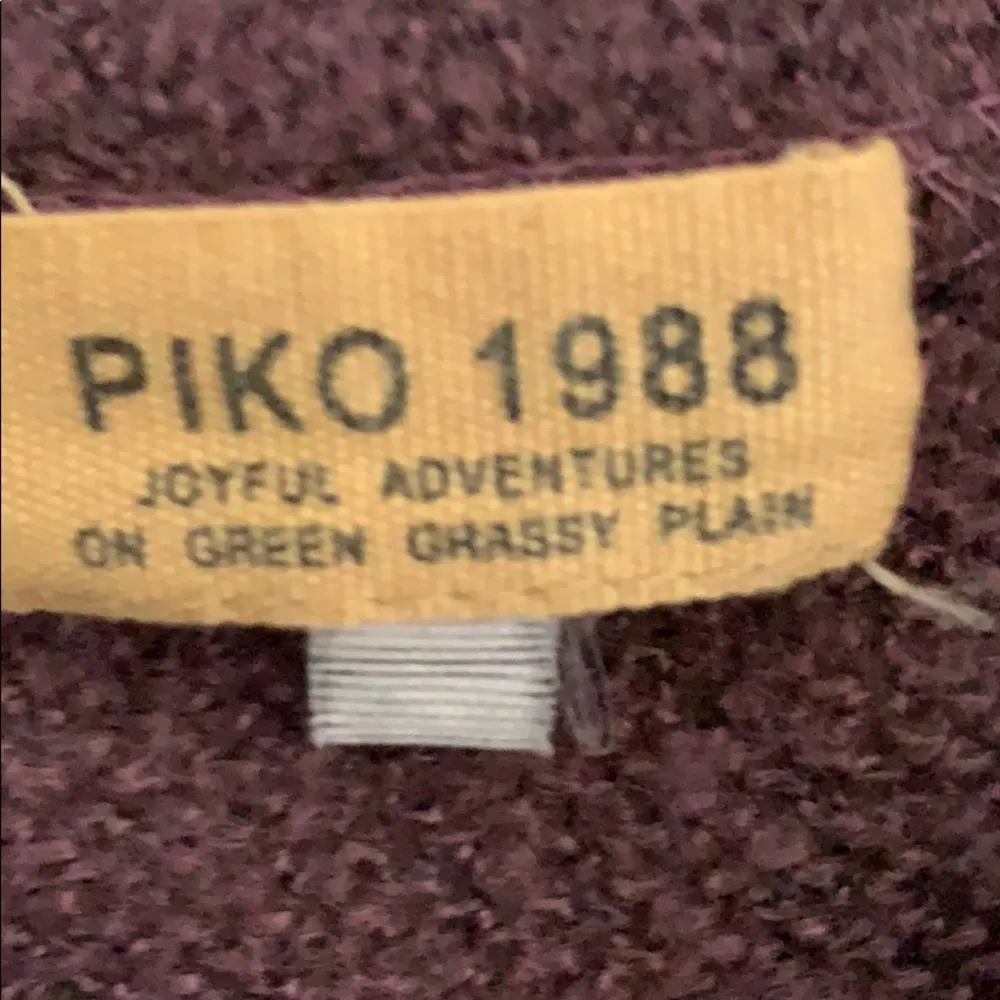 PIKO 1988
JOYFUL ADVENTURES
ON GREEN GRASSY PLAIN